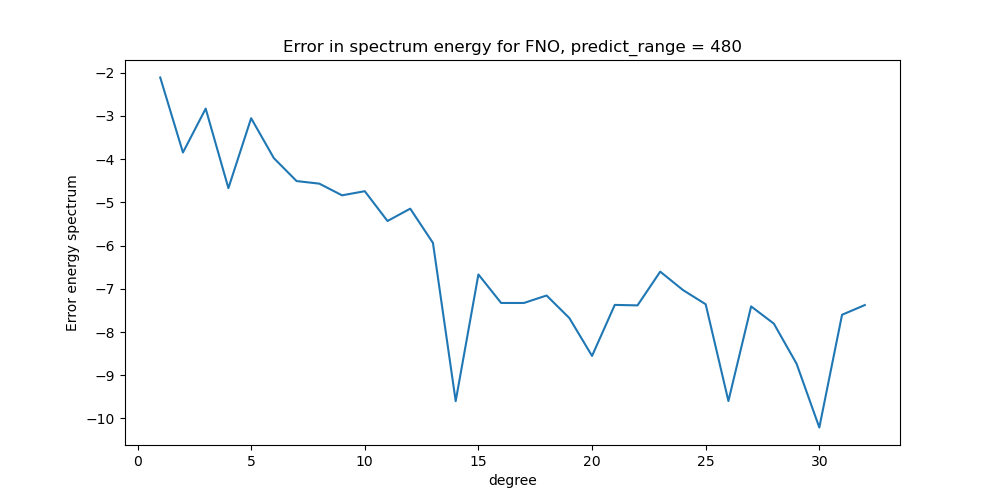 Error in spectrum energy for FNO, predict_range = 480
Error energy spectrum
−2
−3
−4
−5
−6
−7
−8
−9
−10
0 5 10 15 20 25 30
degree